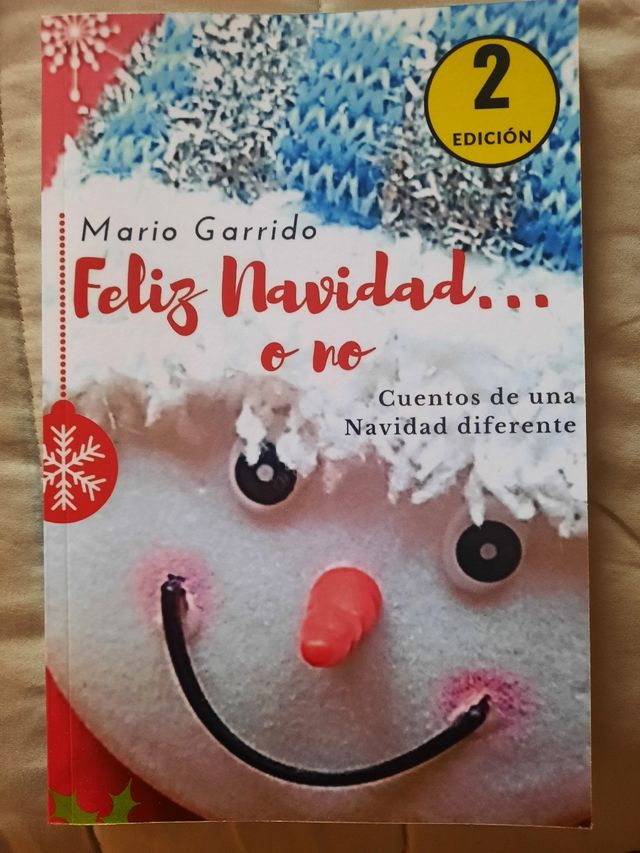 2
EDICIÓN
Mario Garrido
Feliz Navidad...
o no
Cuentos de una
Navidad diferente